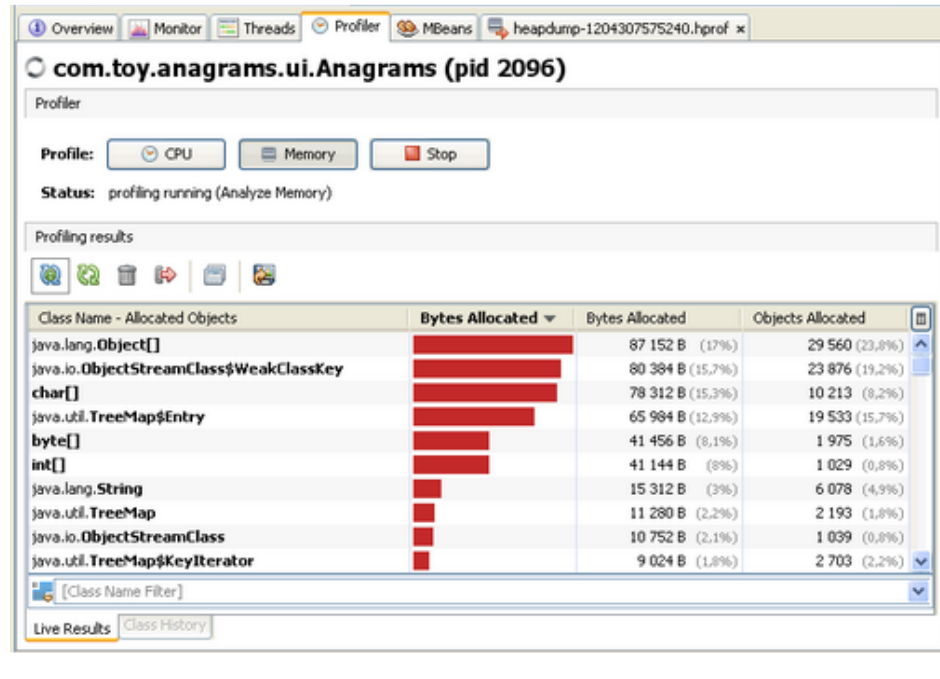 Overview Monitor Threads Profiler MBeans heapdump-1204307575240.hprof ×
com.toy.anagrams.ui.Anagrams (pid 2096)
Profiler
Profile: CPU Memory Stop
Status: profiling running (Analyze Memory)
Profiling results
Class Name - Allocated Objects Bytes Allocated Bytes Allocated Objects Allocated
java.lang.Object[] 87 152 B (17%) 29 560 (23,8%)
java.io.ObjectStreamClass$WeakClassKey 80 384 B (15,7%) 23 876 (19,2%)
char[] 78 312 B (15,3%) 10 213 (8,2%)
java.util.TreeMap$Entry 65 984 B (12,9%) 19 533 (15,7%)
byte[] 41 456 B (8,1%) 1 975 (1,6%)
int[] 41 144 B (8%) 1 029 (0,8%)
java.lang.String 15 312 B (3%) 6 078 (4,9%)
java.util.TreeMap 11 280 B (2,2%) 2 193 (1,8%)
java.io.ObjectStreamClass 10 752 B (2,1%) 1 039 (0,8%)
java.util.TreeMap$KeyIterator 9 024 B (1,8%) 2 703 (2,2%)
[Class Name Filter]
Live Results Class History